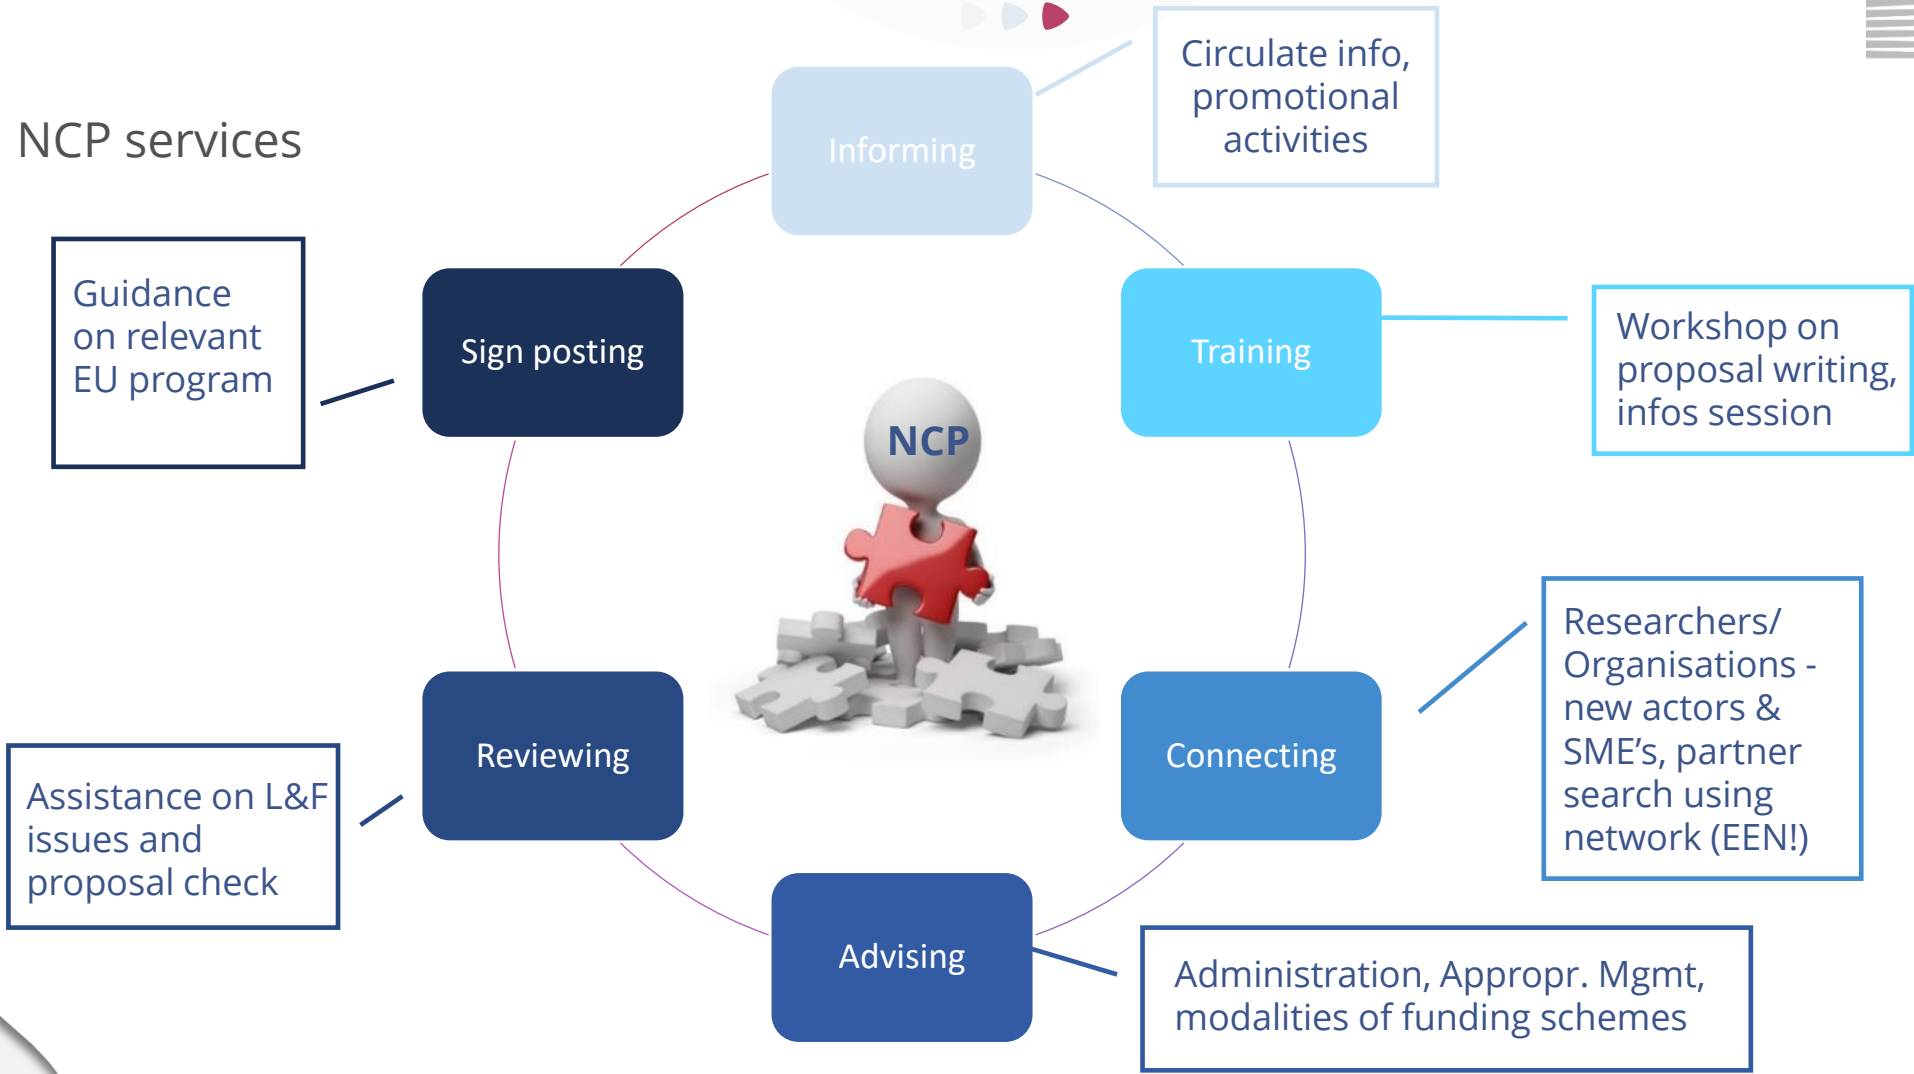 NCP services
Informing
Circulate info,
promotional
activities
Training
Workshop on
proposal writing,
infos session
Connecting
Researchers/
Organisations -
new actors &
SME’s, partner
search using
network (EEN!)
Advising
Administration, Appropr. Mgmt,
modalities of funding schemes
Reviewing
Assistance on L&F
issues and
proposal check
Sign posting
Guidance
on relevant
EU program
NCP